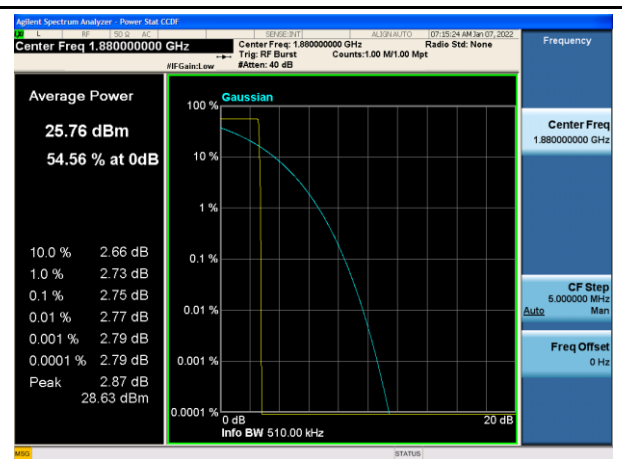 Agilent Spectrum Analyzer - Power Stat CCDF
L RF 50 Ω AC SENSE:INT ALIGN AUTO 07:15:24 AM Jan 07, 2022
Center Freq 1.880000000 GHz
Center Freq: 1.880000000 GHz Radio Std: None
Trig: RF Burst Counts:1.00 M/1.00 Mpt
#IFGain:Low #Atten: 40 dB
Frequency
Average Power
25.76 dBm
54.56 % at 0dB
10.0 % 2.66 dB
1.0 % 2.73 dB
0.1 % 2.75 dB
0.01 % 2.77 dB
0.001 % 2.79 dB
0.0001 % 2.79 dB
Peak 2.87 dB
28.63 dBm
Gaussian
100 %
10 %
1 %
0.1 %
0.01 %
0.001 %
0.0001 %
0 dB 20 dB
Info BW 510.00 kHz
Center Freq
1.880000000 GHz
CF Step
5.000000 MHz
Auto Man
Freq Offset
0 Hz
MSG STATUS